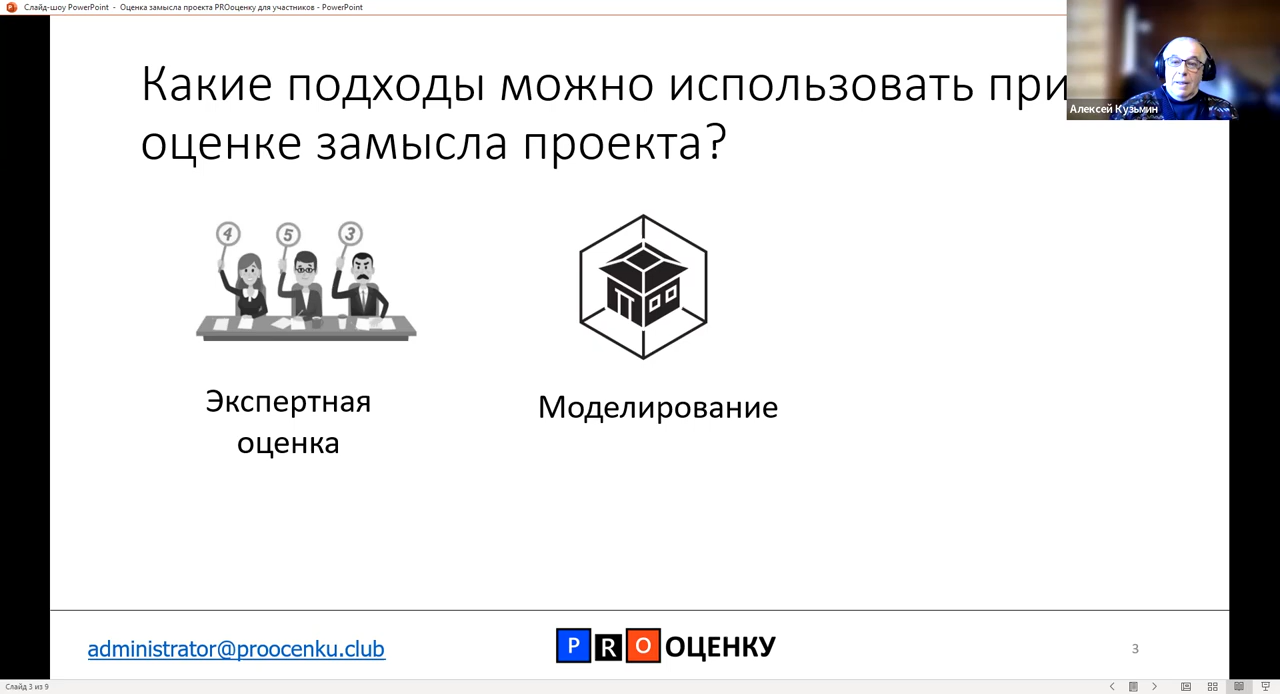 Слайд-шоу PowerPoint - Оценка замысла проекта PROоценку для участников - PowerPoint
Какие подходы можно использовать при
оценке замысла проекта?
Алексей Кузьмин
4 5 3
Экспертная
оценка
Моделирование
administrator@proocenku.club
PROОЦЕНКУ
3
Слайд 3 из 9